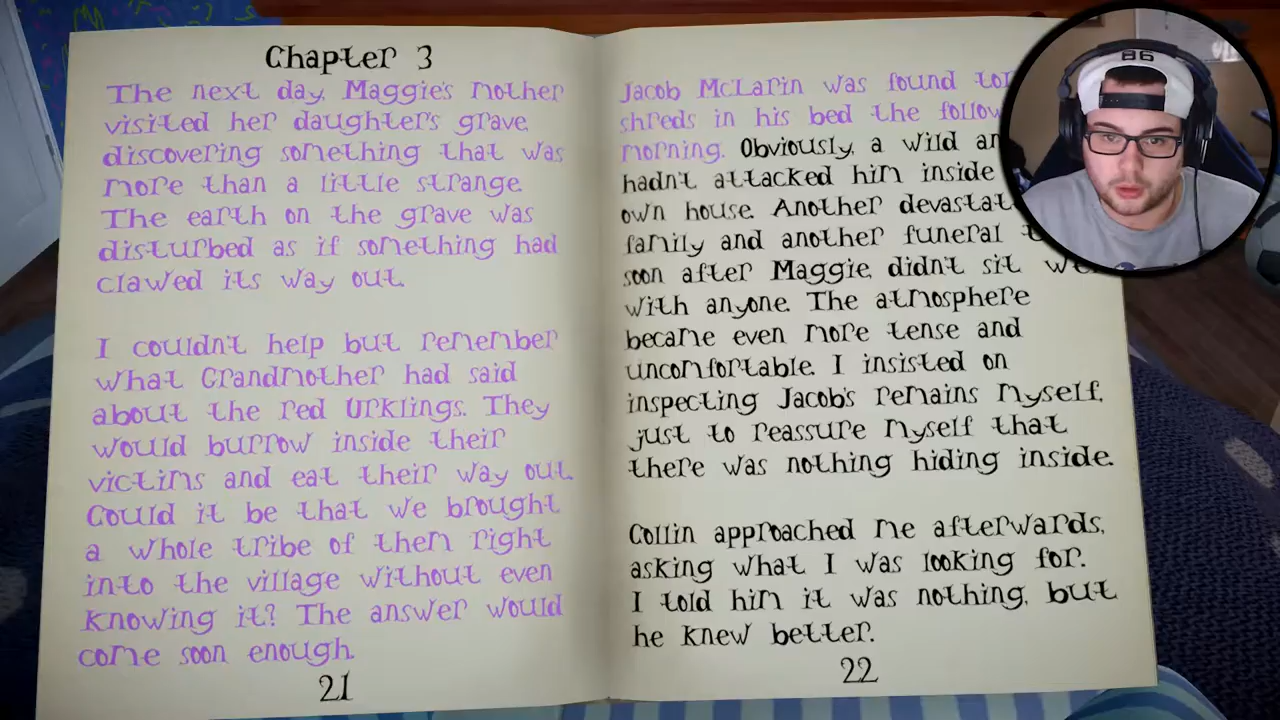 Chapter 3
The next day, Maggie's mother
visited her daughter's grave,
discovering something that was
more than a little strange.
The earth on the grave was
disturbed as if something had
clawed its way out.
I couldn't help but remember
what Grandmother had said
about the red Urklings. They
would burrow inside their
victims and eat their way out.
Could it be that we brought
a whole tribe of them right
into the village without even
knowing it? The answer would
come soon enough.
21
Jacob McLarin was found
shreds in his bed the
morning. Obviously, a wild
hadn't attacked him inside
own house. Another
family and another funeral
soon after Maggie, didn't sit
with anyone. The atmosphere
became even more tense and
uncomfortable. I insisted on
inspecting Jacob's remains myself,
just to reassure myself that
there was nothing hiding inside.
Collin approached me afterwards,
asking what I was looking for.
I told him it was nothing, but
he knew better.
22
86